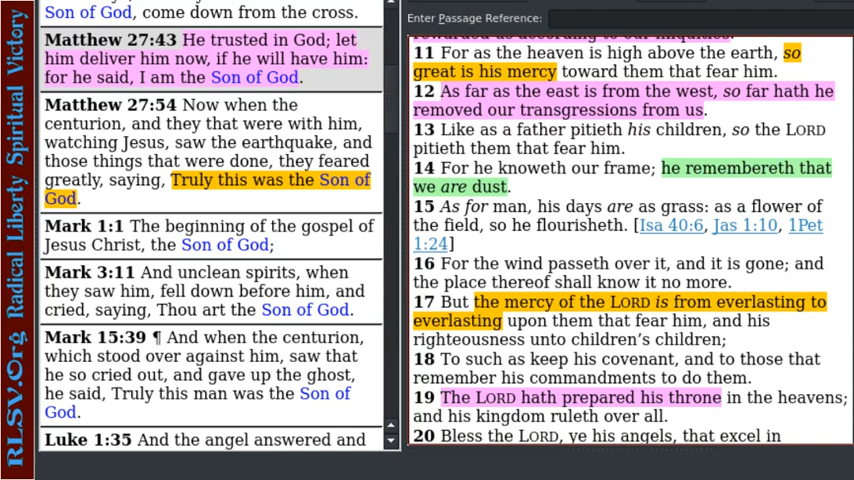 RLSV.Org Radical Liberty Spiritual Victory
Son of God, come down from the cross.
Matthew 27:43 He trusted in God; let
him deliver him now, if he will have him:
for he said, I am the Son of God.
Matthew 27:54 Now when the
centurion, and they that were with him,
watching Jesus, saw the earthquake, and
those things that were done, they feared
greatly, saying, Truly this was the Son of
God.
Mark 1:1 The beginning of the gospel of
Jesus Christ, the Son of God;
Mark 3:11 And unclean spirits, when
they saw him, fell down before him, and
cried, saying, Thou art the Son of God.
Mark 15:39 ¶ And when the centurion,
which stood over against him, saw that
he so cried out, and gave up the ghost,
he said, Truly this man was the Son of
God.
Luke 1:35 And the angel answered and
Enter Passage Reference:
rewarded us according to our iniquities.
11 For as the heaven is high above the earth, so
great is his mercy toward them that fear him.
12 As far as the east is from the west, so far hath he
removed our transgressions from us.
13 Like as a father pitieth his children, so the LORD
pitieth them that fear him.
14 For he knoweth our frame; he remembereth that
we are dust.
15 As for man, his days are as grass: as a flower of
the field, so he flourisheth. [Isa 40:6, Jas 1:10, 1Pet
1:24]
16 For the wind passeth over it, and it is gone; and
the place thereof shall know it no more.
17 But the mercy of the LORD is from everlasting to
everlasting upon them that fear him, and his
righteousness unto children's children;
18 To such as keep his covenant, and to those that
remember his commandments to do them.
19 The LORD hath prepared his throne in the heavens;
and his kingdom ruleth over all.
20 Bless the LORD, ye his angels, that excel in